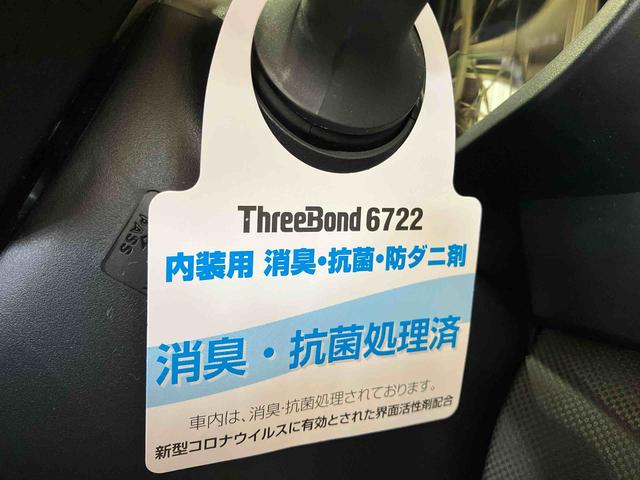 ThreeBond 6722
内装用 消臭・抗菌・防ダニ剤
消臭・抗菌処理済
車内は、消臭・抗菌処理されております。
新型コロナウイルスに有効とされた界面活性剤配合
PASS